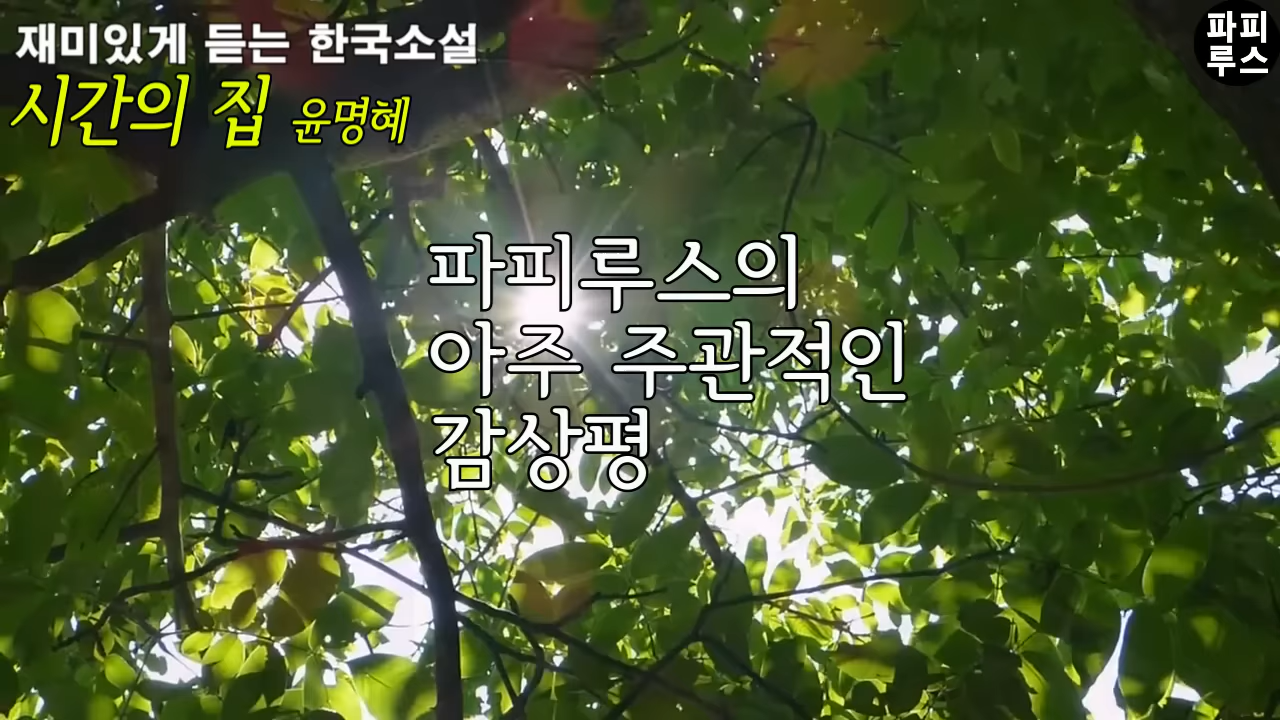 재미있게 듣는 한국소설
시간의 집 윤명혜
파피
루스
파피루스의
아주 주관적인
감상평